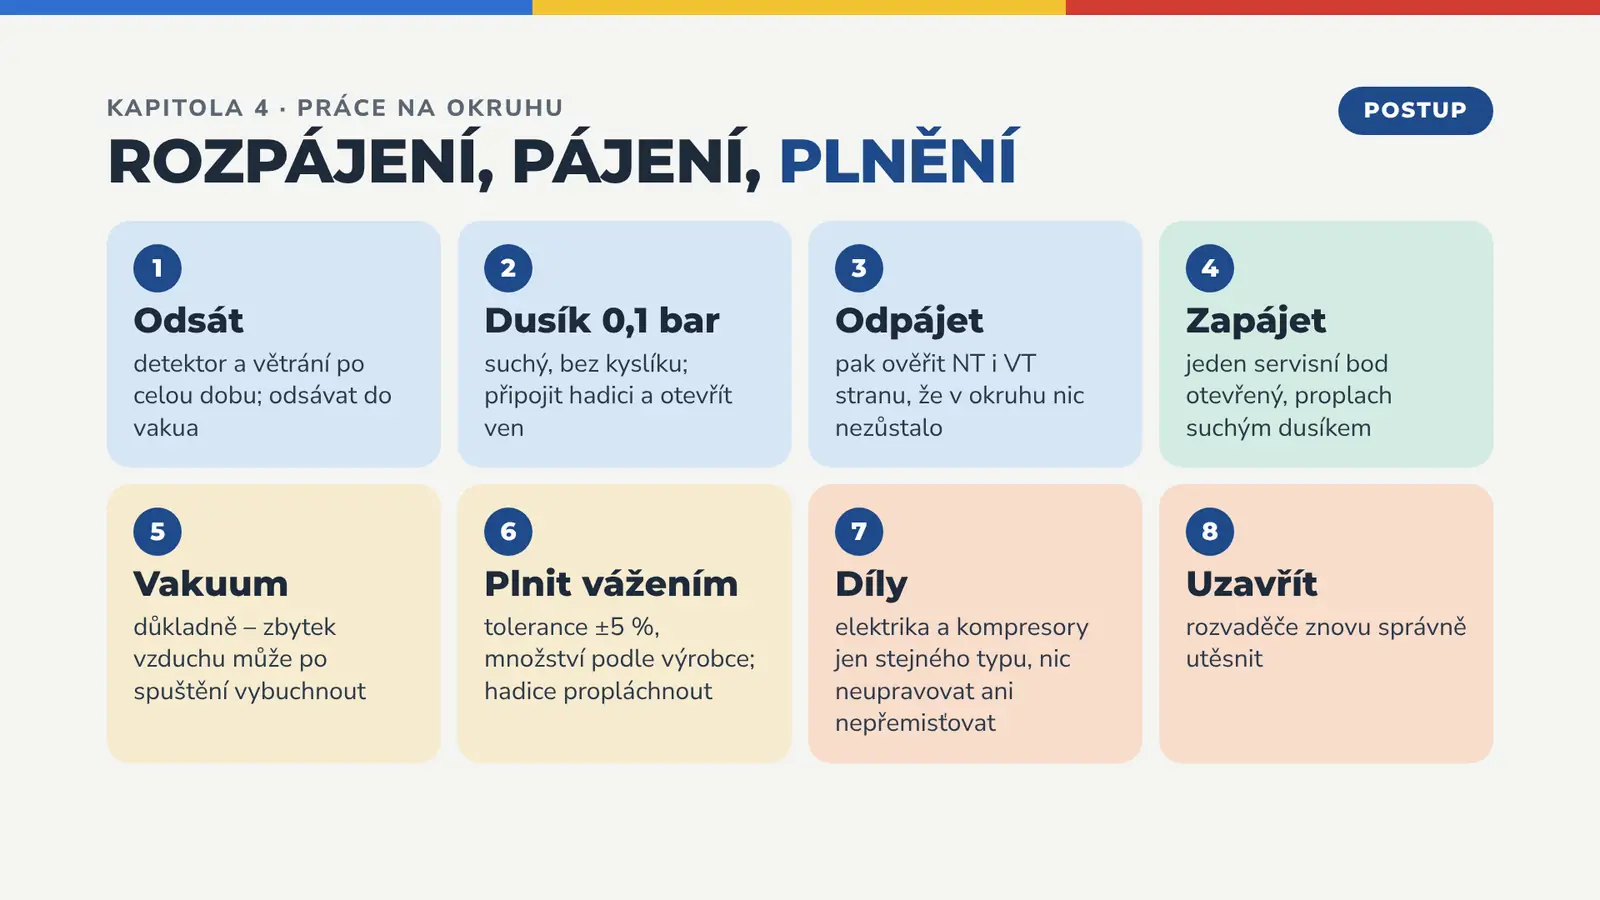 KAPITOLA 4 · PRÁCE NA OKRUHU
POSTUP
ROZPÁJENÍ, PÁJENÍ, PLNĚNÍ
1
Odsát
detektor a větrání po
celou dobu; odsávat do
vakua
2
Dusík 0,1 bar
suchý, bez kyslíku;
připojit hadici a otevřít
ven
3
Odpájet
pak ověřit NT i VT
stranu, že v okruhu nic
nezůstalo
4
Zapájet
jeden servisní bod
otevřený, proplach
suchým dusíkem
5
Vakuum
důkladně – zbytek
vzduchu může po
spuštění vybuchnout
6
Plnit vážením
tolerance ±5 %,
množství podle výrobce;
hadice propláchnout
7
Díly
elektrika a kompresory
jen stejného typu, nic
neupravovat ani
nepřemisťovat
8
Uzavřít
rozvaděče znovu správně
utěsnit